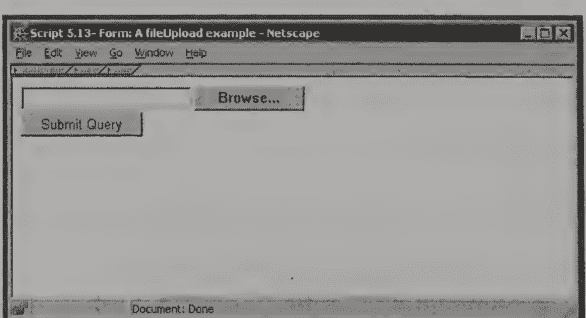 Script 5.13- Form: A fileUpload example - Netscape
File Edit View Go Window Help
Browse...
Submit Query
Document: Done